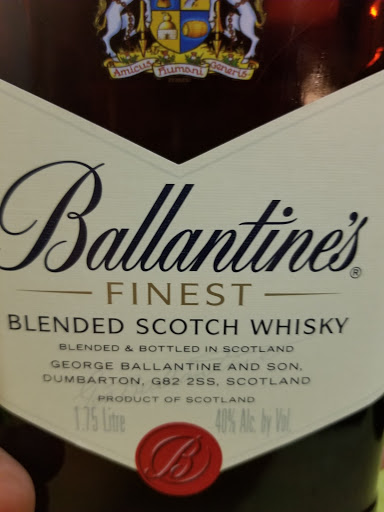 Amicus Humani Generis
Ballantine's®
FINEST
BLENDED SCOTCH WHISKY
BLENDED & BOTTLED IN SCOTLAND
GEORGE BALLANTINE AND SON,
DUMBARTON, G82 2SS, SCOTLAND
PRODUCT OF SCOTLAND
1.75 Litre 40% Alc. by Vol.
B